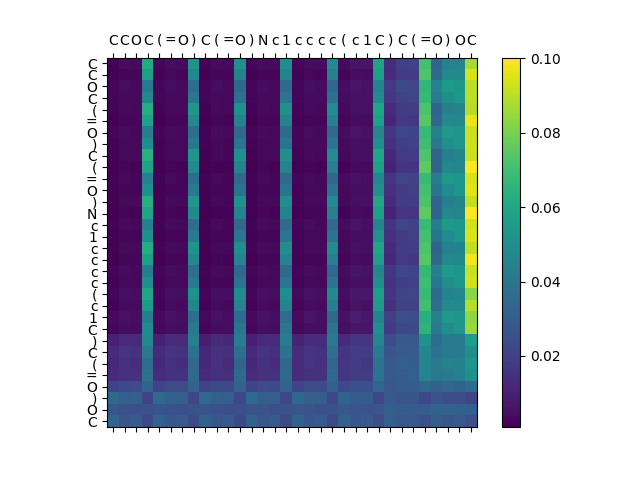 CCOC(=O)C(=O)Nc1cccc(c1C)C(=O)OC
C
C
O
C
(
=
O
)
C
(
=
O
)
N
c
1
c
c
c
c
(
c
1
C
)
C
(
=
O
)
O
C
0.10
0.08
0.06
0.04
0.02